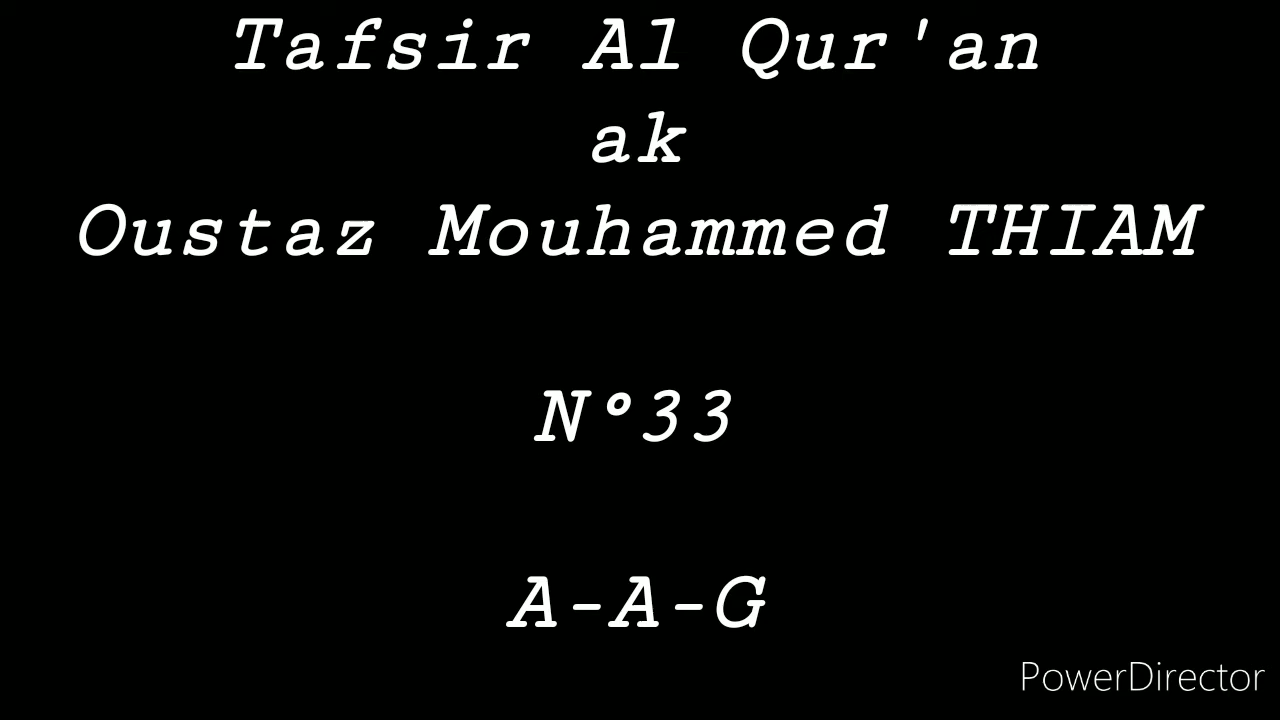 Tafsir Al Qur'an
ak
Oustaz Mouhammed THIAM
N°33
A-A-G
PowerDirector